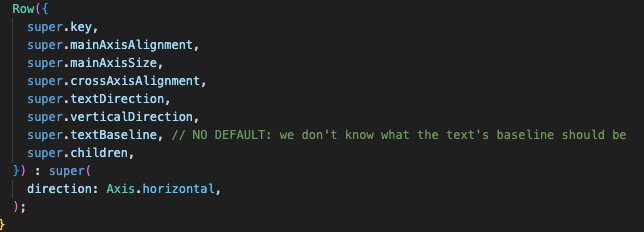 Row({
super.key,
super.mainAxisAlignment,
super.mainAxisSize,
super.crossAxisAlignment,
super.textDirection,
super.verticalDirection,
super.textBaseline, // NO DEFAULT: we don't know what the text's baseline should be
super.children,
}) : super(
direction: Axis.horizontal,
);
}